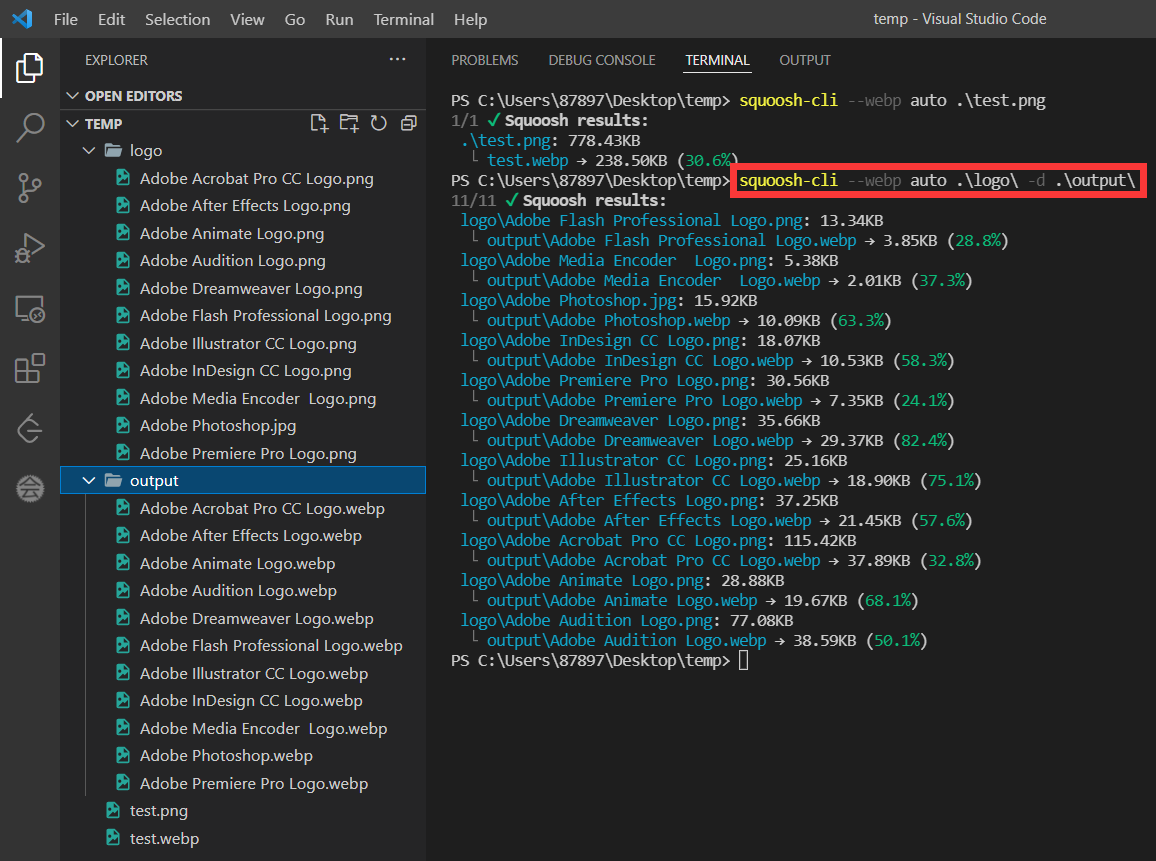 File Edit Selection View Go Run Terminal Help
temp - Visual Studio Code
EXPLORER
OPEN EDITORS
TEMP
logo
Adobe Acrobat Pro CC Logo.png
Adobe After Effects Logo.png
Adobe Animate Logo.png
Adobe Audition Logo.png
Adobe Dreamweaver Logo.png
Adobe Flash Professional Logo.png
Adobe Illustrator CC Logo.png
Adobe InDesign CC Logo.png
Adobe Media Encoder  Logo.png
Adobe Photoshop.jpg
Adobe Premiere Pro Logo.png
output
Adobe Acrobat Pro CC Logo.webp
Adobe After Effects Logo.webp
Adobe Animate Logo.webp
Adobe Audition Logo.webp
Adobe Dreamweaver Logo.webp
Adobe Flash Professional Logo.webp
Adobe Illustrator CC Logo.webp
Adobe InDesign CC Logo.webp
Adobe Media Encoder  Logo.webp
Adobe Photoshop.webp
Adobe Premiere Pro Logo.webp
test.png
test.webp
PROBLEMS DEBUG CONSOLE TERMINAL OUTPUT
PS C:\Users\87897\Desktop\temp> squoosh-cli --webp auto .\test.png
1/1 ✓ Squoosh results:
.\test.png: 778.43KB
└ test.webp → 238.50KB (30.6%)
PS C:\Users\87897\Desktop\temp> squoosh-cli --webp auto .\logo\ -d .\output\
11/11 ✓ Squoosh results:
logo\Adobe Flash Professional Logo.png: 13.34KB
└ output\Adobe Flash Professional Logo.webp → 3.85KB (28.8%)
logo\Adobe Media Encoder  Logo.png: 5.38KB
└ output\Adobe Media Encoder  Logo.webp → 2.01KB (37.3%)
logo\Adobe Photoshop.jpg: 15.92KB
└ output\Adobe Photoshop.webp → 10.09KB (63.3%)
logo\Adobe InDesign CC Logo.png: 18.07KB
└ output\Adobe InDesign CC Logo.webp → 10.53KB (58.3%)
logo\Adobe Premiere Pro Logo.png: 30.56KB
└ output\Adobe Premiere Pro Logo.webp → 7.35KB (24.1%)
logo\Adobe Dreamweaver Logo.png: 35.66KB
└ output\Adobe Dreamweaver Logo.webp → 29.37KB (82.4%)
logo\Adobe Illustrator CC Logo.png: 25.16KB
└ output\Adobe Illustrator CC Logo.webp → 18.90KB (75.1%)
logo\Adobe After Effects Logo.png: 37.25KB
└ output\Adobe After Effects Logo.webp → 21.45KB (57.6%)
logo\Adobe Acrobat Pro CC Logo.png: 115.42KB
└ output\Adobe Acrobat Pro CC Logo.webp → 37.89KB (32.8%)
logo\Adobe Animate Logo.png: 28.88KB
└ output\Adobe Animate Logo.webp → 19.67KB (68.1%)
logo\Adobe Audition Logo.png: 77.08KB
└ output\Adobe Audition Logo.webp → 38.59KB (50.1%)
PS C:\Users\87897\Desktop\temp>